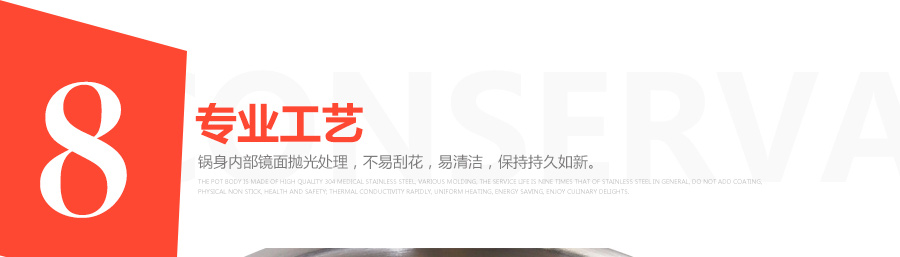 CONSERVA
8
专业工艺
锅身内部镜面抛光处理，不易刮花，易清洁，保持持久如新。
THE POT BODY IS MADE OF HIGH QUALITY 304 MEDICAL STAINLESS STEEL, VARIOUS MOLDING, THE SERVICE LIFE IS NINE TIMES THAT OF STAINLESS STEEL IN GENERAL, DO NOT ADD COATING,
PHYSICAL NON STICK, HEALTH AND SAFETY, THERMAL CONDUCTIVITY RAPIDLY, UNIFORM HEATING, ENERGY SAVING, ENJOY CULINARY DELIGHTS.